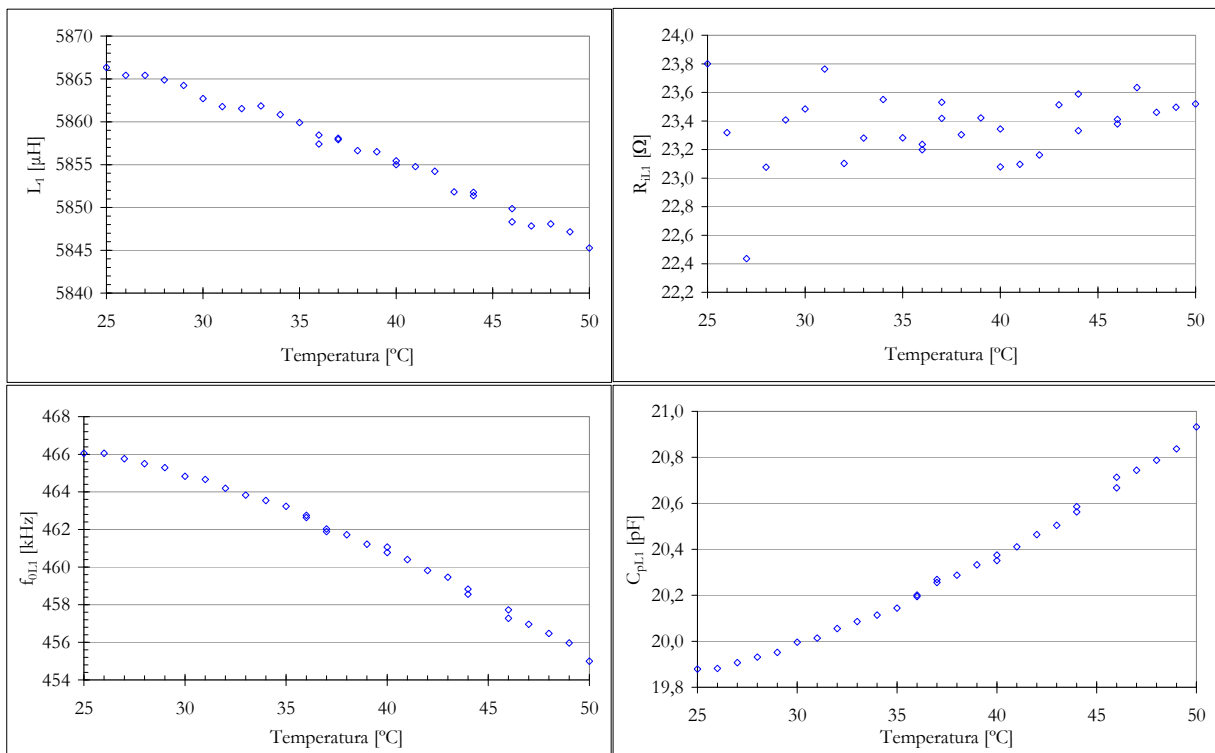 5870
5865
5860
5855
5850
5845
5840
L1 [µH]
25 30 35 40 45 50
Temperatura [ºC]
24,0
23,8
23,6
23,4
23,2
23,0
22,8
22,6
22,4
22,2
RiL1 [Ω]
25 30 35 40 45 50
Temperatura [ºC]
468
466
464
462
460
458
456
454
f0L1 [kHz]
25 30 35 40 45 50
Temperatura [ºC]
21,0
20,8
20,6
20,4
20,2
20,0
19,8
CpL1 [pF]
25 30 35 40 45 50
Temperatura [ºC]